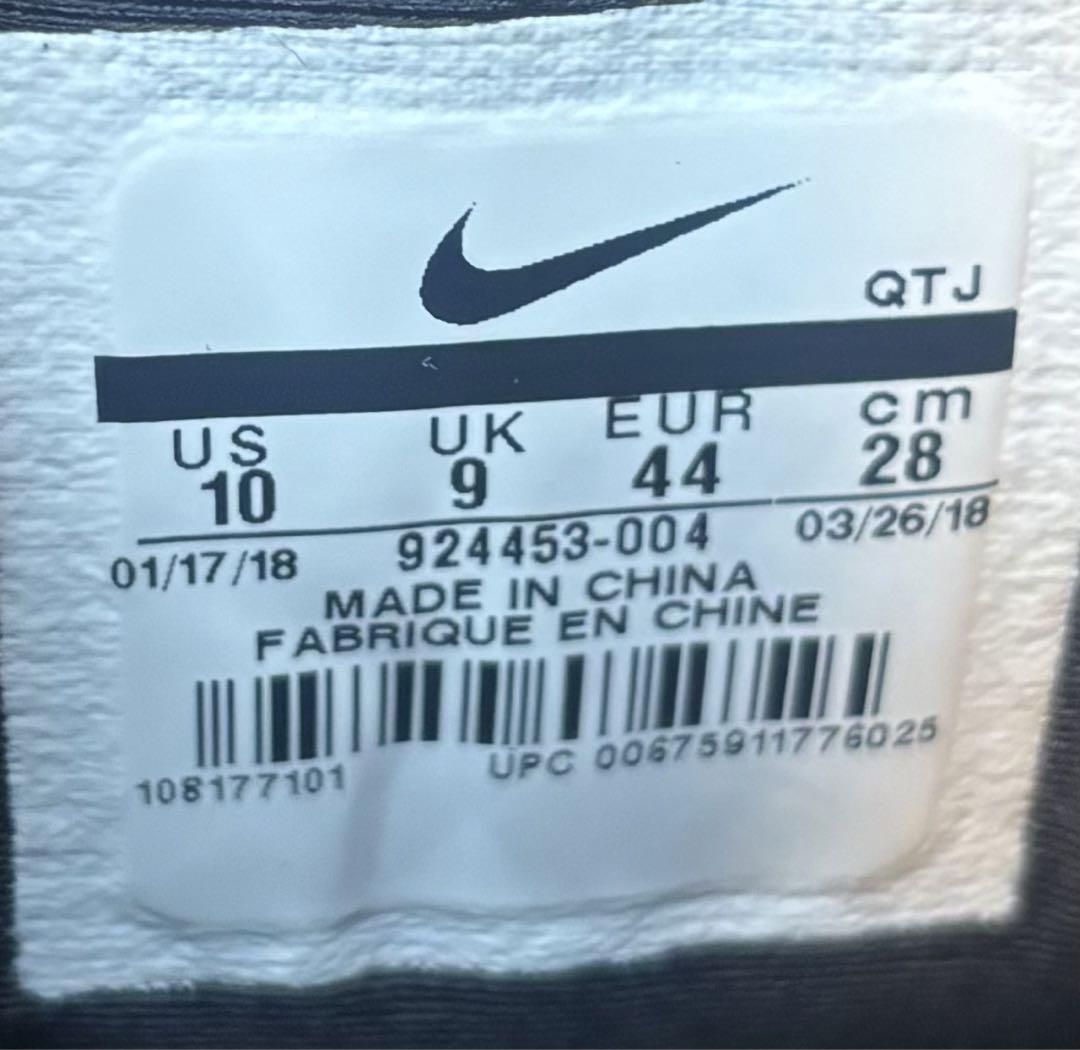 QTJ
US UK EUR cm
10 9 44 28
01/17/18 924453-004 03/26/18
MADE IN CHINA
FABRIQUE EN CHINE
108177101 UPC 00675911776025